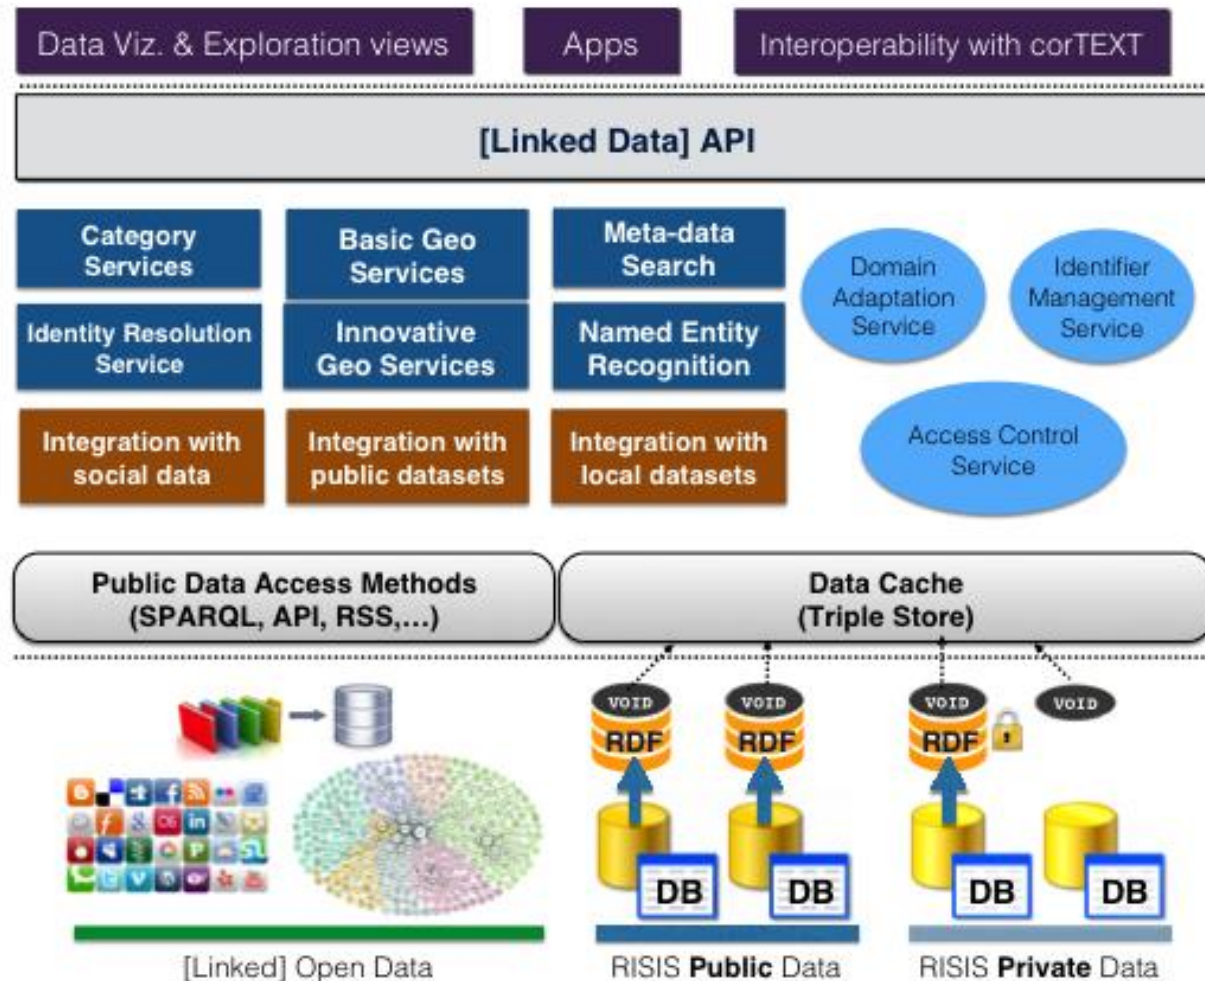 Data Viz. & Exploration views
Apps
Interoperability with corTEXT
[Linked Data] API
Category
Services
Basic Geo
Services
Meta-data
Search
Domain
Adaptation
Service
Identifier
Management
Service
Identity Resolution
Service
Innovative
Geo Services
Named Entity
Recognition
Integration with
social data
Integration with
public datasets
Integration with
local datasets
Access Control
Service
Public Data Access Methods
(SPARQL, API, RSS,...)
Data Cache
(Triple Store)
VOID
RDF
VOID
RDF
VOID
RDF
VOID
DB
DB
DB
DB
[Linked] Open Data
RISIS Public Data
RISIS Private Data